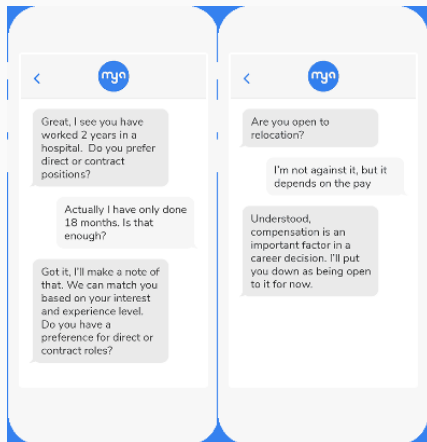 mya
Great, I see you have
worked 2 years in a
hospital.  Do you prefer
direct or contract
positions?
Actually I have only done
18 months. Is that
enough?
Got it, I'll make a note of
that. We can match you
based on your interest
and experience level.
Do you have a
preference for direct or
contract roles?
mya
Are you open to
relocation?
I'm not against it, but it
depends on the pay
Understood,
compensation is an
important factor in a
career decision. I'll put
you down as being open
to it for now.